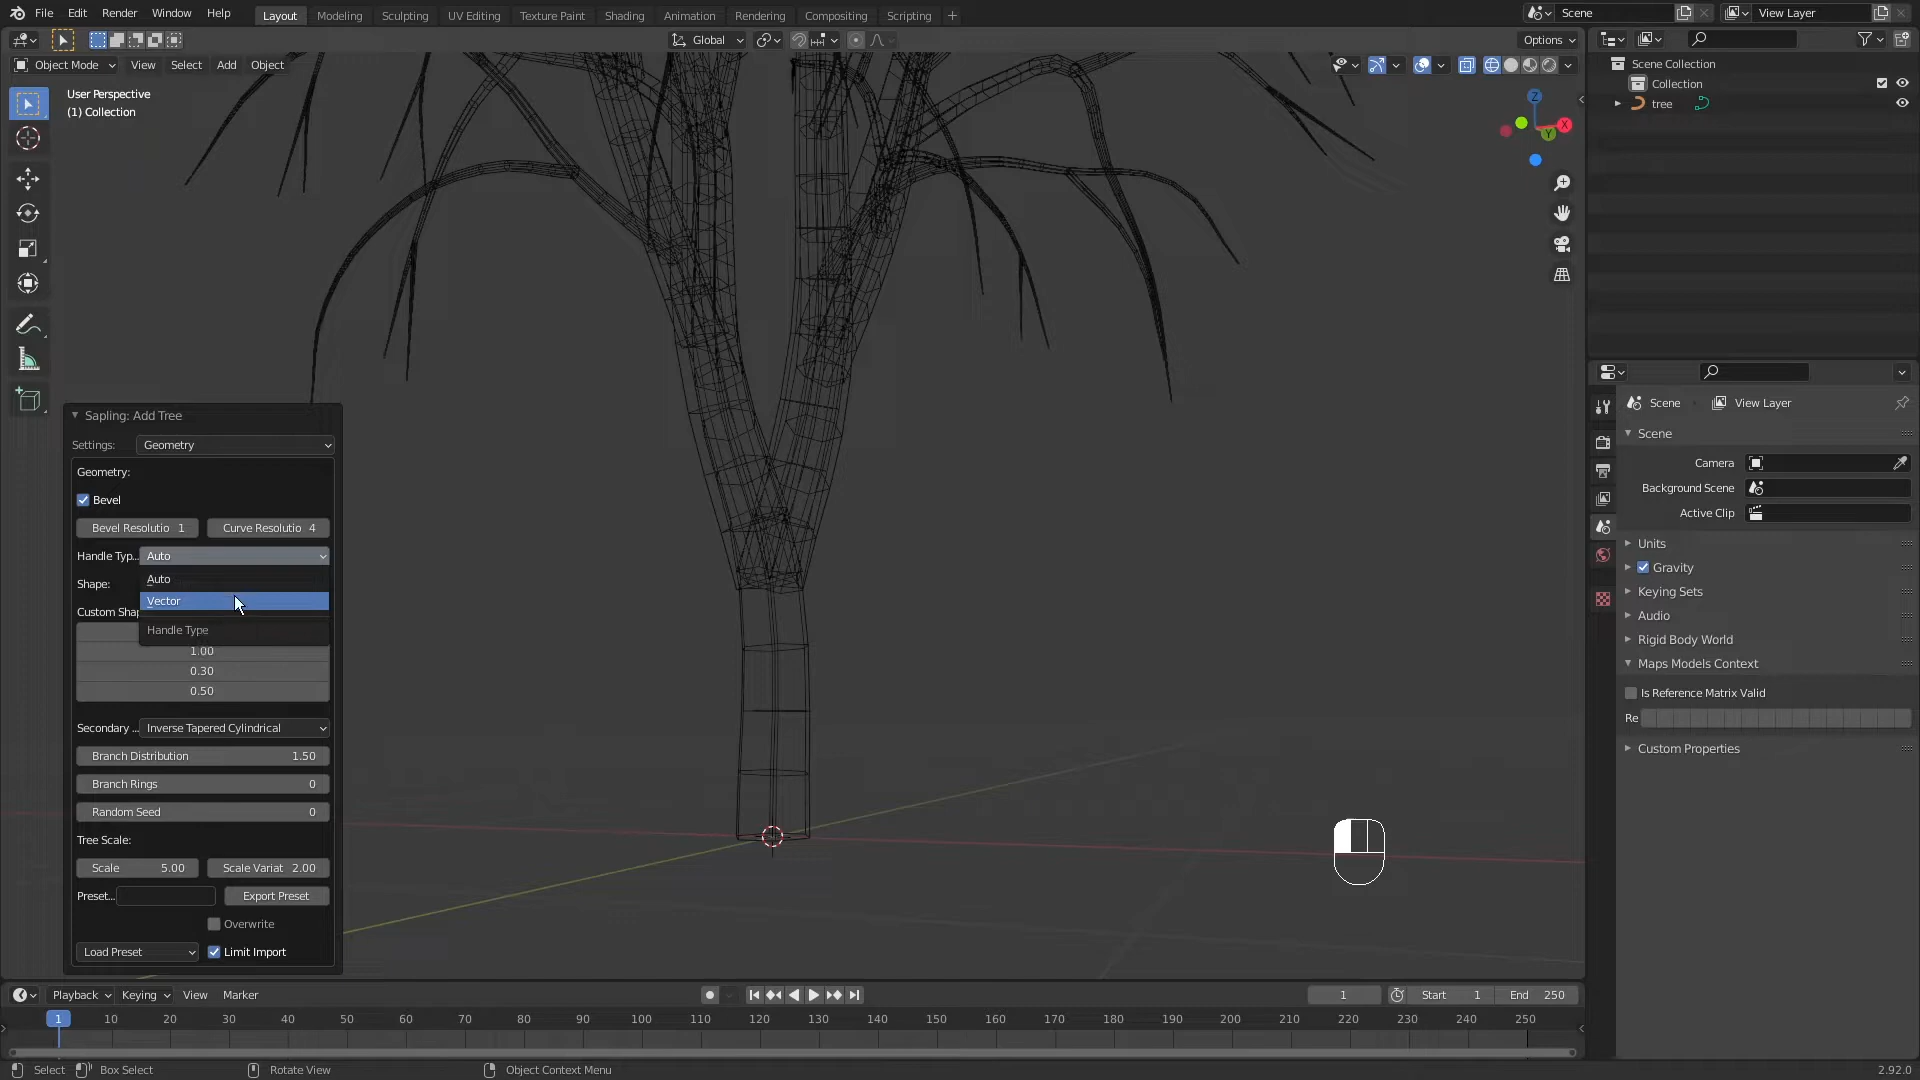 File Edit Render Window Help Layout Modeling Sculpting UV Editing Texture Paint Shading Animation Rendering Compositing Scripting + Scene View Layer
Global Options
Object Mode View Select Add Object
User Perspective
(1) Collection
Z
X
Y
Scene Collection
Collection
tree
Sapling: Add Tree
Settings: Geometry
Geometry:
Bevel
Bevel Resolutio 1 Curve Resolutio 4
Handle Typ... Auto
Shape: Auto
Vector
Custom Shap
Handle Type
1.00
0.30
0.50
Secondary ... Inverse Tapered Cylindrical
Branch Distribution 1.50
Branch Rings 0
Random Seed 0
Tree Scale:
Scale 5.00 Scale Variat 2.00
Preset... Export Preset
Overwrite
Load Preset Limit Import
Scene View Layer
Scene
Camera
Background Scene
Active Clip
Units
Gravity
Keying Sets
Audio
Rigid Body World
Maps Models Context
Is Reference Matrix Valid
Re
Custom Properties
Playback Keying View Marker 1 Start 1 End 250
1 10 20 30 40 50 60 70 80 90 100 110 120 130 140 150 160 170 180 190 200 210 220 230 240 250
Select Box Select Rotate View Object Context Menu 2.92.0